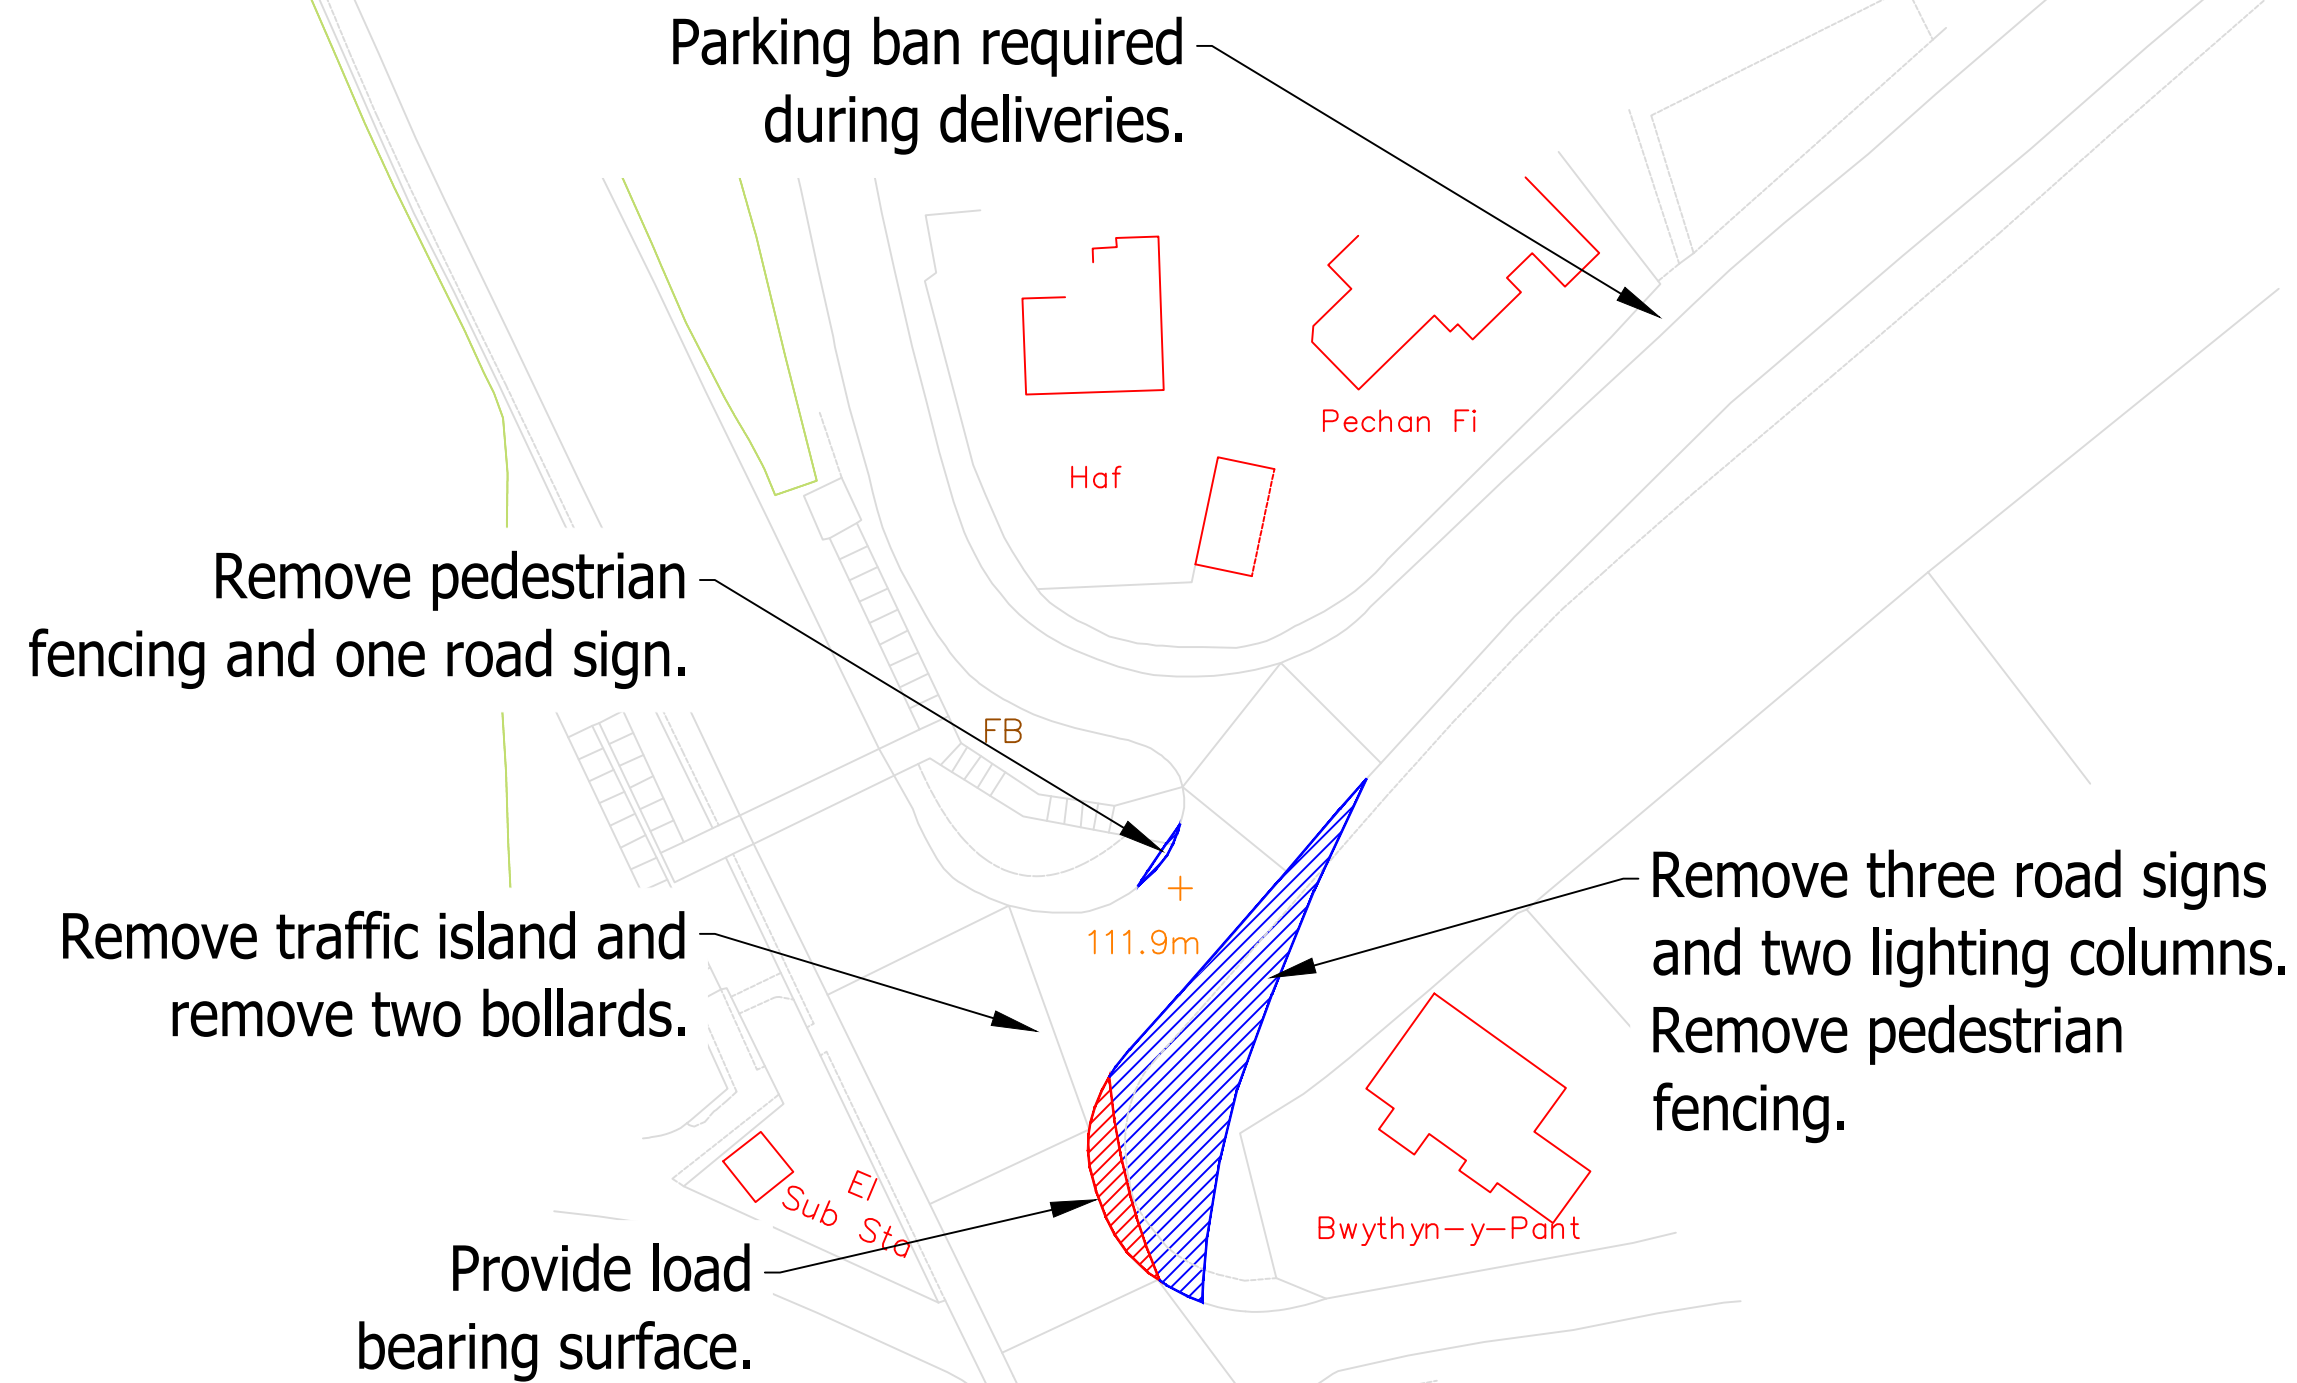 Parking ban required
during deliveries.
Pechan Fi
Haf
Remove pedestrian
fencing and one road sign.
FB
Remove three road signs
and two lighting columns.
Remove pedestrian
fencing.
Remove traffic island and
remove two bollards.
111.9m
El
Sub Sta
Bwythyn-y-Pant
Provide load
bearing surface.